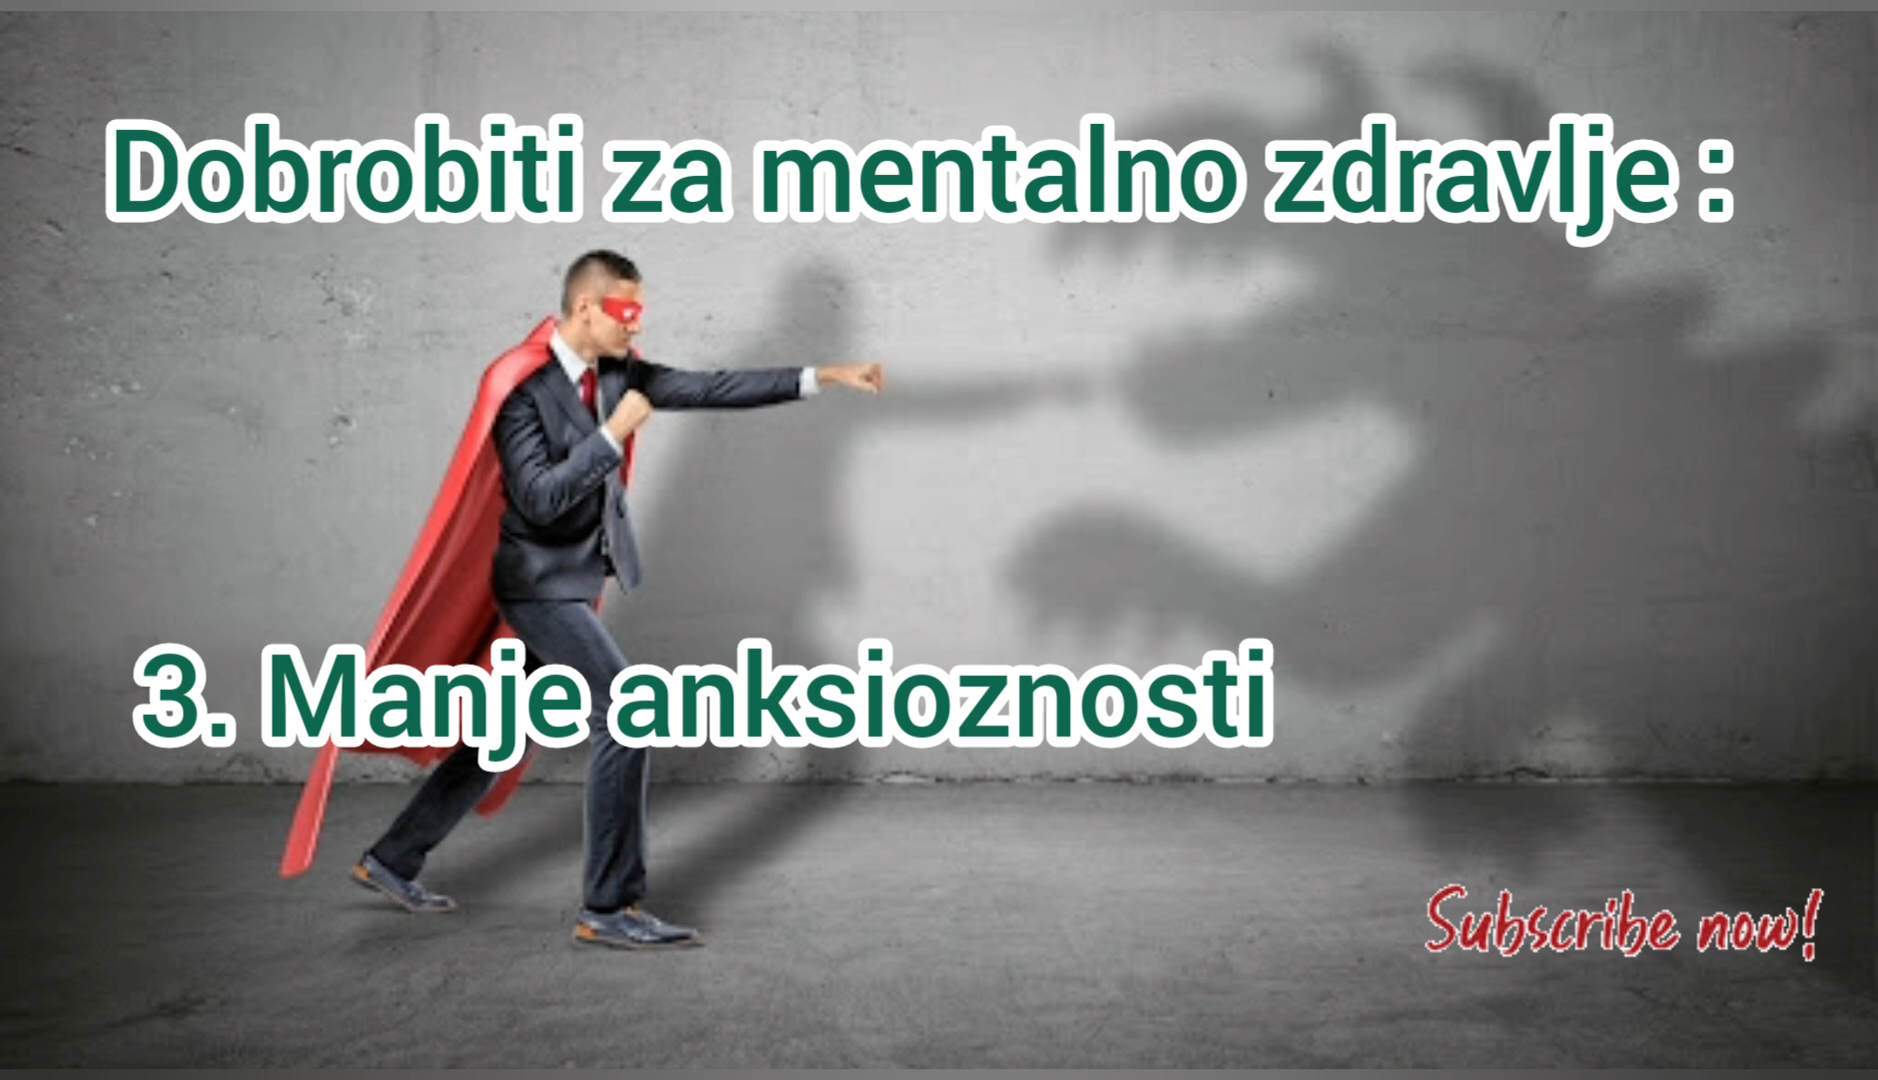 Dobrobiti za mentalno zdravlje :
3. Manje anksioznosti
Subscribe now!